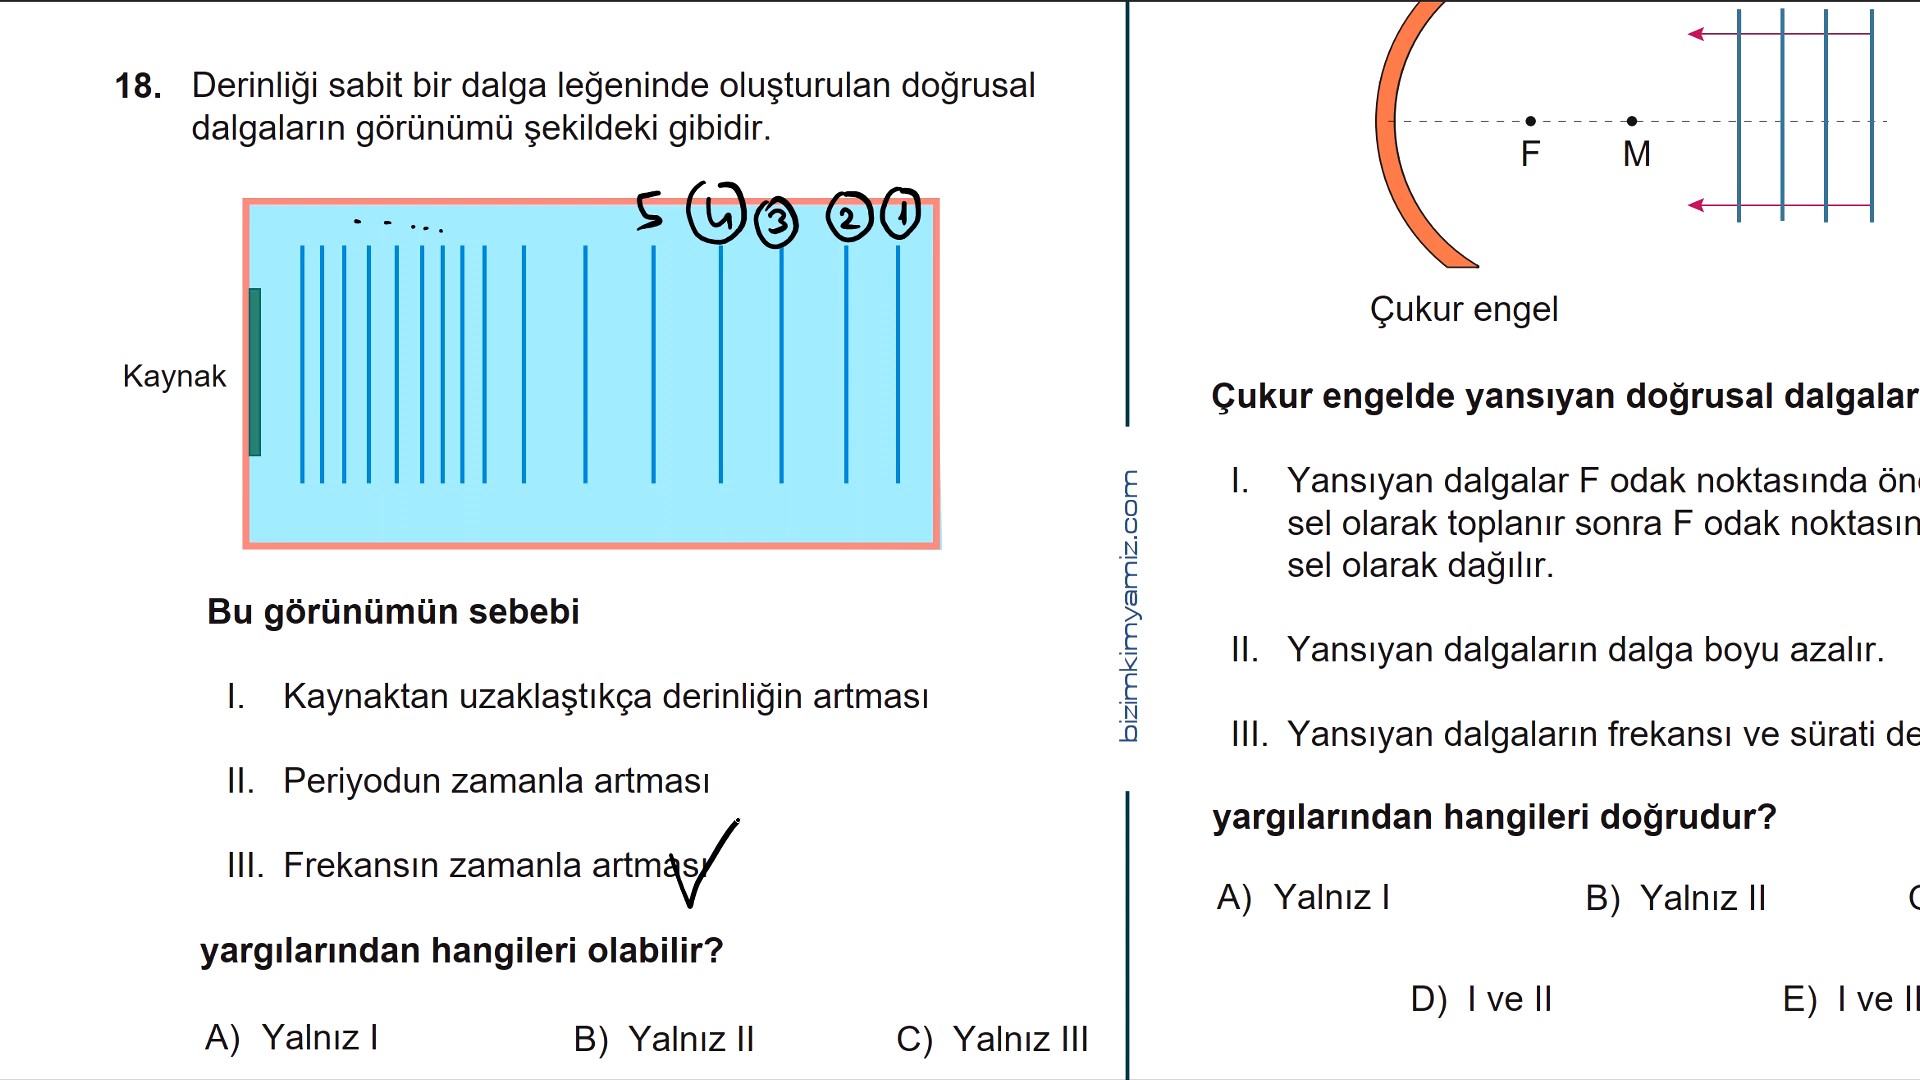 18. Derinliği sabit bir dalga leğeninde oluşturulan doğrusal
dalgaların görünümü şekildeki gibidir.
5 4 3 2 1
Kaynak
Bu görünümün sebebi
I. Kaynaktan uzaklaştıkça derinliğin artması
II. Periyodun zamanla artması
III. Frekansın zamanla artması
yargılarından hangileri olabilir?
A) Yalnız I B) Yalnız II C) Yalnız III
bizimkimyamiz.com
F M
Çukur engel
Çukur engelde yansıyan doğrusal dalgalar
I. Yansıyan dalgalar F odak noktasında
sel olarak toplanır sonra F odak
sel olarak dağılır.
II. Yansıyan dalgaların dalga boyu azalır.
III. Yansıyan dalgaların frekansı ve sürati
yargılarından hangileri doğrudur?
A) Yalnız I B) Yalnız II
D) I ve II E) I ve